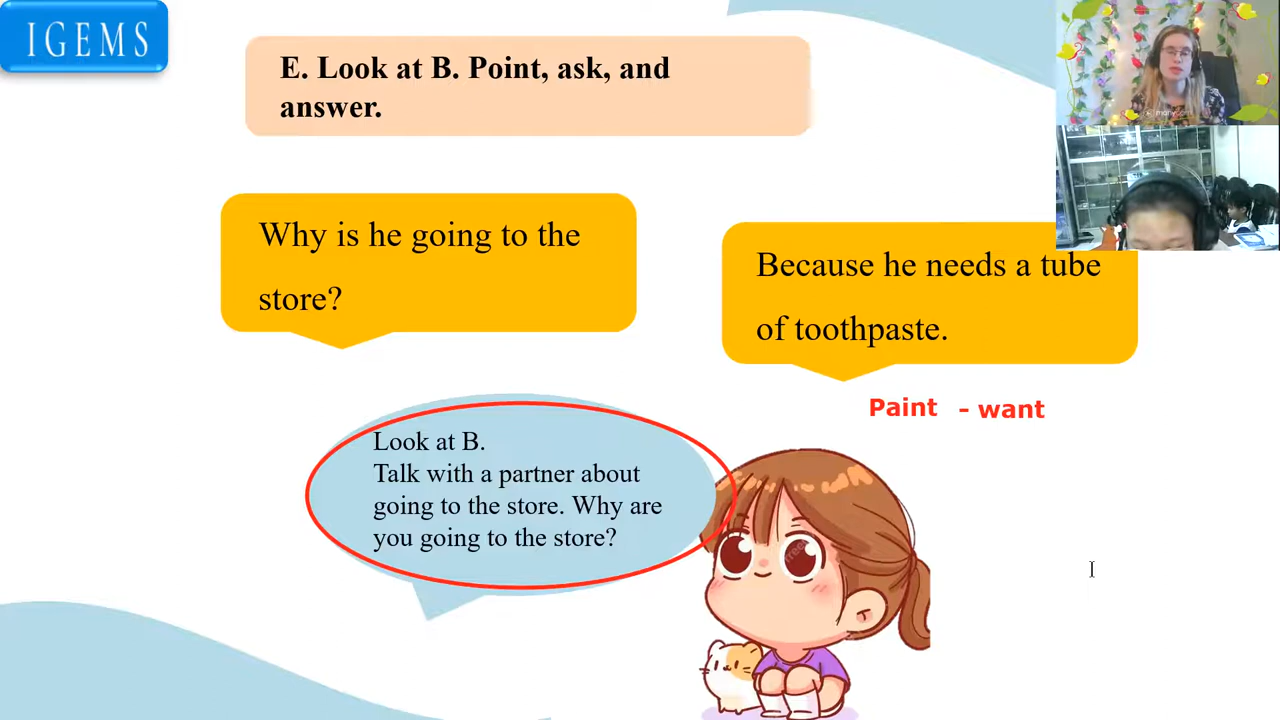 IGEMS
E. Look at B. Point, ask, and
answer.
Why is he going to the
store?
Because he needs a tube
of toothpaste.
Paint - want
Look at B.
Talk with a partner about
going to the store. Why are
you going to the store?